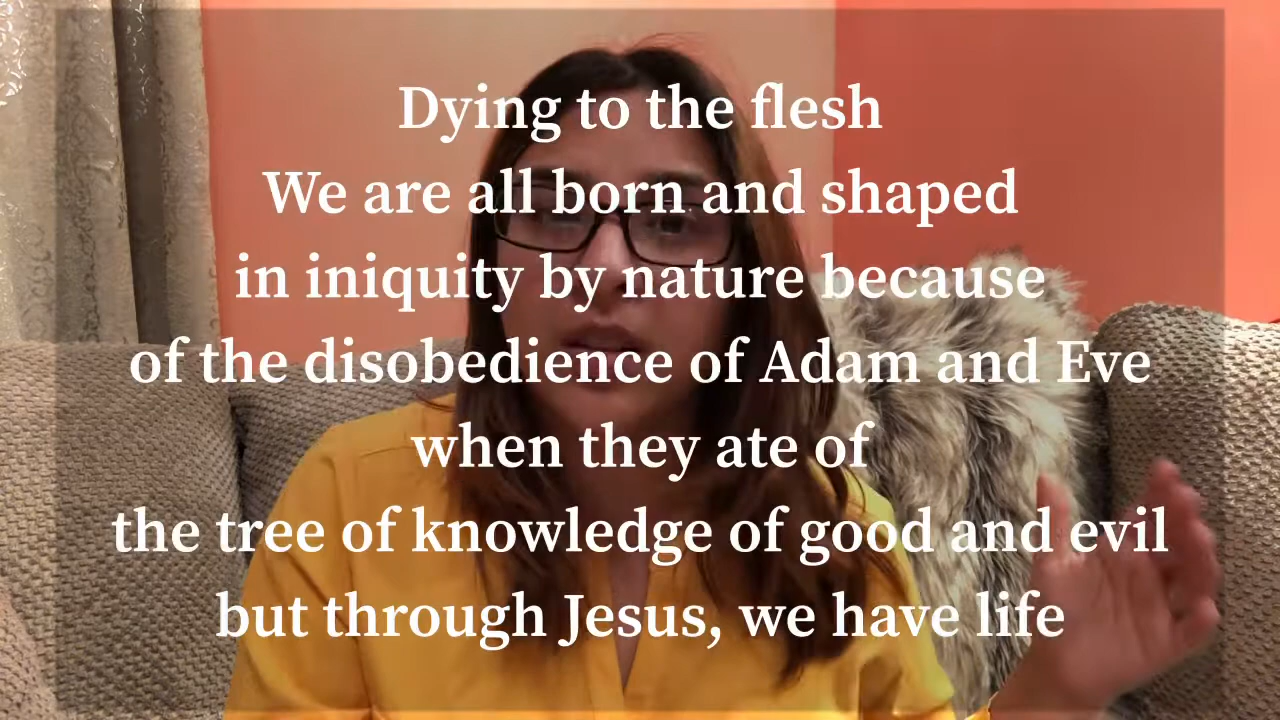 Dying to the flesh
We are all born and shaped
in iniquity by nature because
of the disobedience of Adam and Eve
when they ate of
the tree of knowledge of good and evil
but through Jesus, we have life